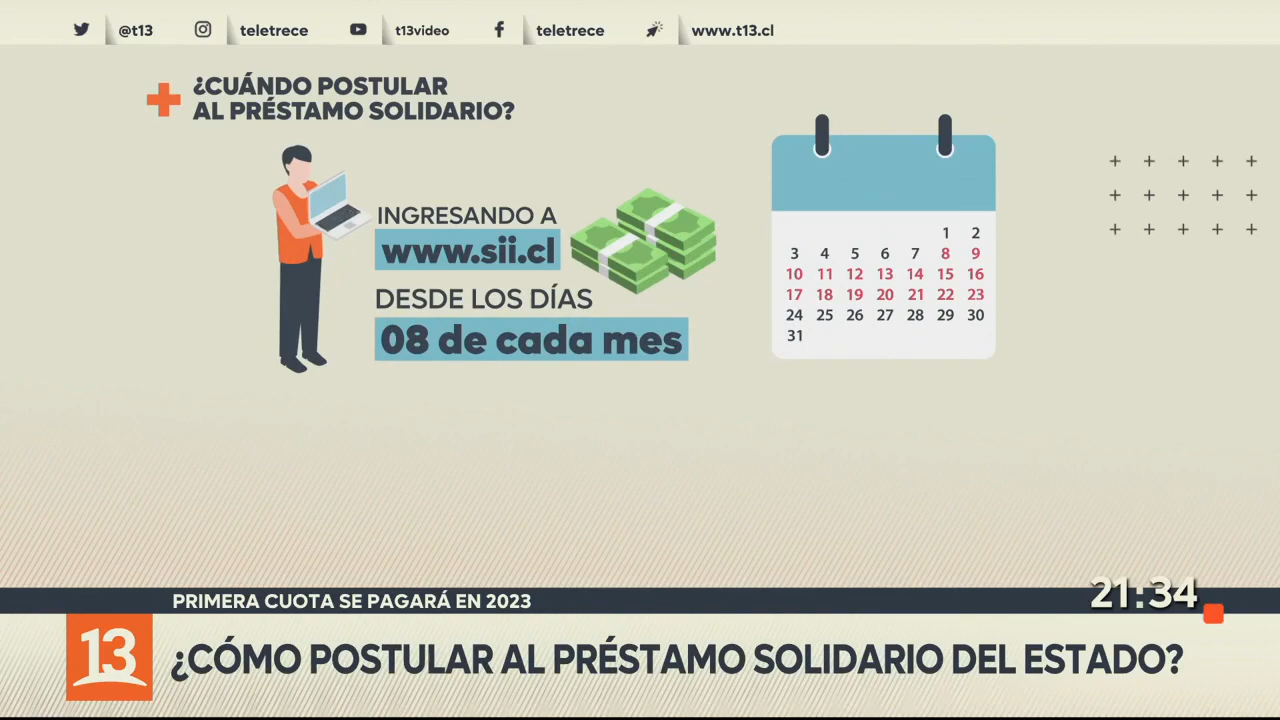 @t13 teletrece t13video teletrece www.t13.cl
¿CUÁNDO POSTULAR
AL PRÉSTAMO SOLIDARIO?
INGRESANDO A
www.sii.cl
DESDE LOS DÍAS
08 de cada mes
1 2
3 4 5 6 7 8 9
10 11 12 13 14 15 16
17 18 19 20 21 22 23
24 25 26 27 28 29 30
31
PRIMERA CUOTA SE PAGARÁ EN 2023
21:34
13
¿CÓMO POSTULAR AL PRÉSTAMO SOLIDARIO DEL ESTADO?